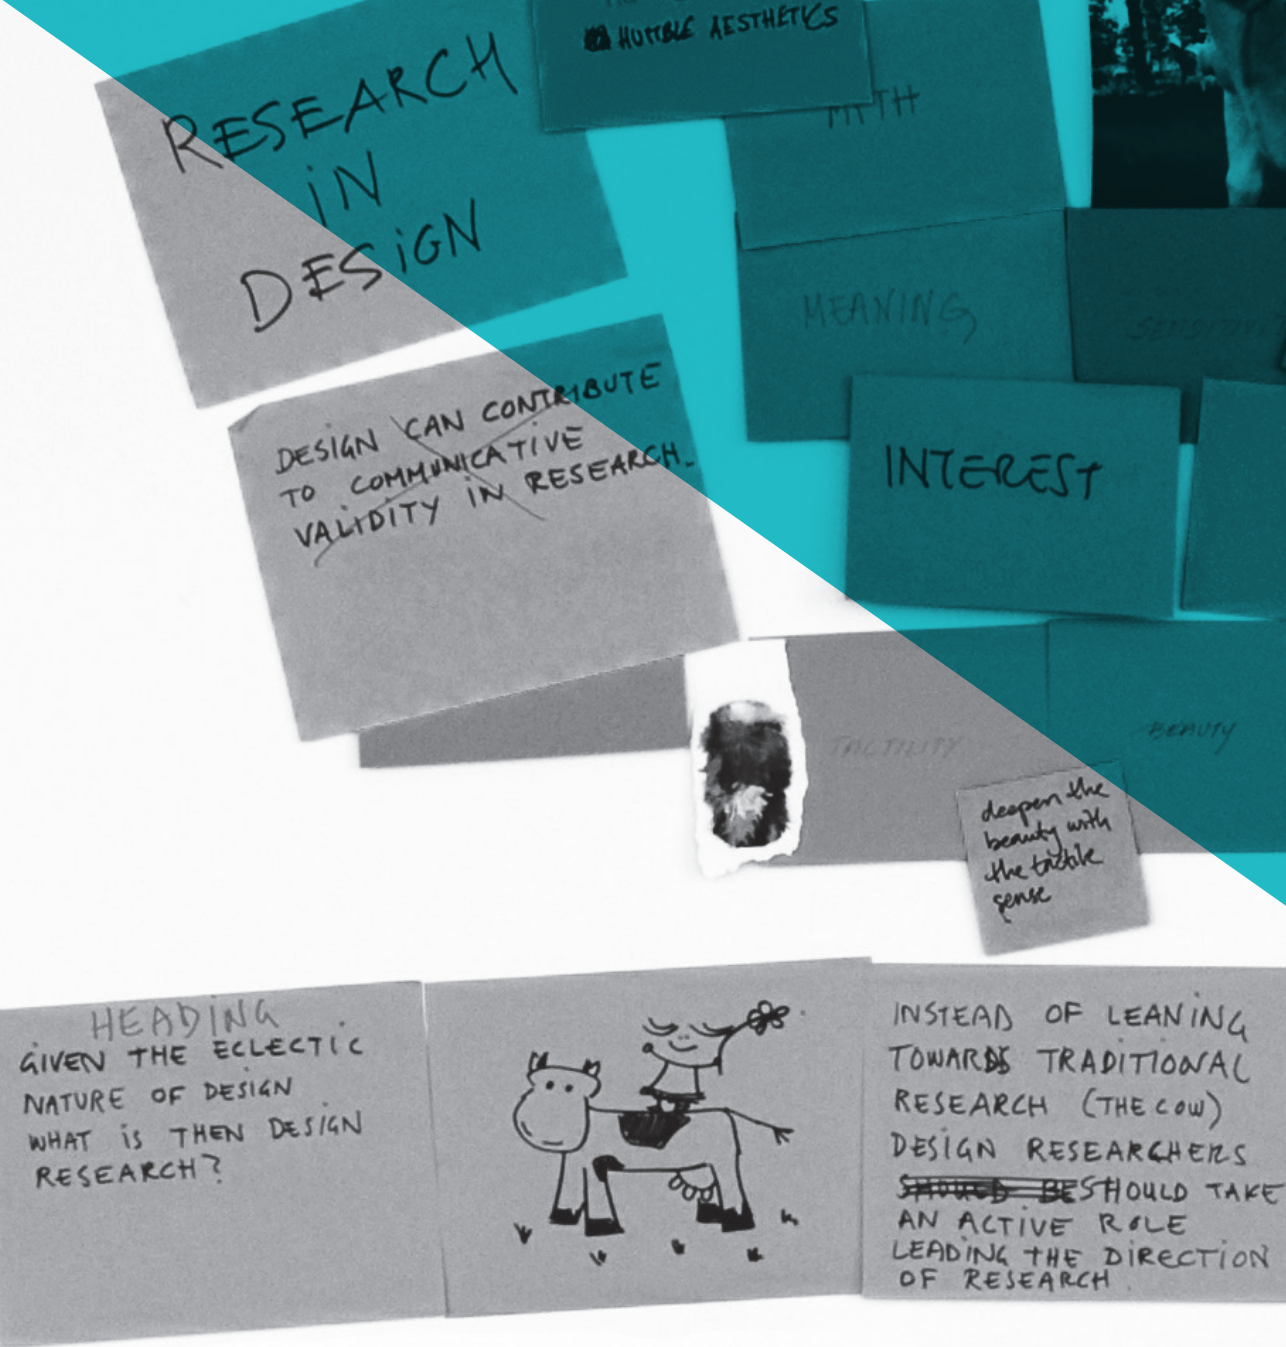 RESEARCH
IN
DESIGN
HUMBLE AESTHETICS
MYTH
MEANING
INTEREST
DESIGN CAN CONTRIBUTE
TO COMMUNICATIVE
VALIDITY IN RESEARCH
TACTILITY
BEAUTY
deepen the
beauty with
the tactile
sense
HEADING
GIVEN THE ECLECTIC
NATURE OF DESIGN
WHAT IS THEN DESIGN
RESEARCH?
INSTEAD OF LEANING
TOWARDS TRADITIONAL
RESEARCH (THE COW)
DESIGN RESEARCHERS
SHOULD TAKE
AN ACTIVE ROLE
LEADING THE DIRECTION
OF RESEARCH